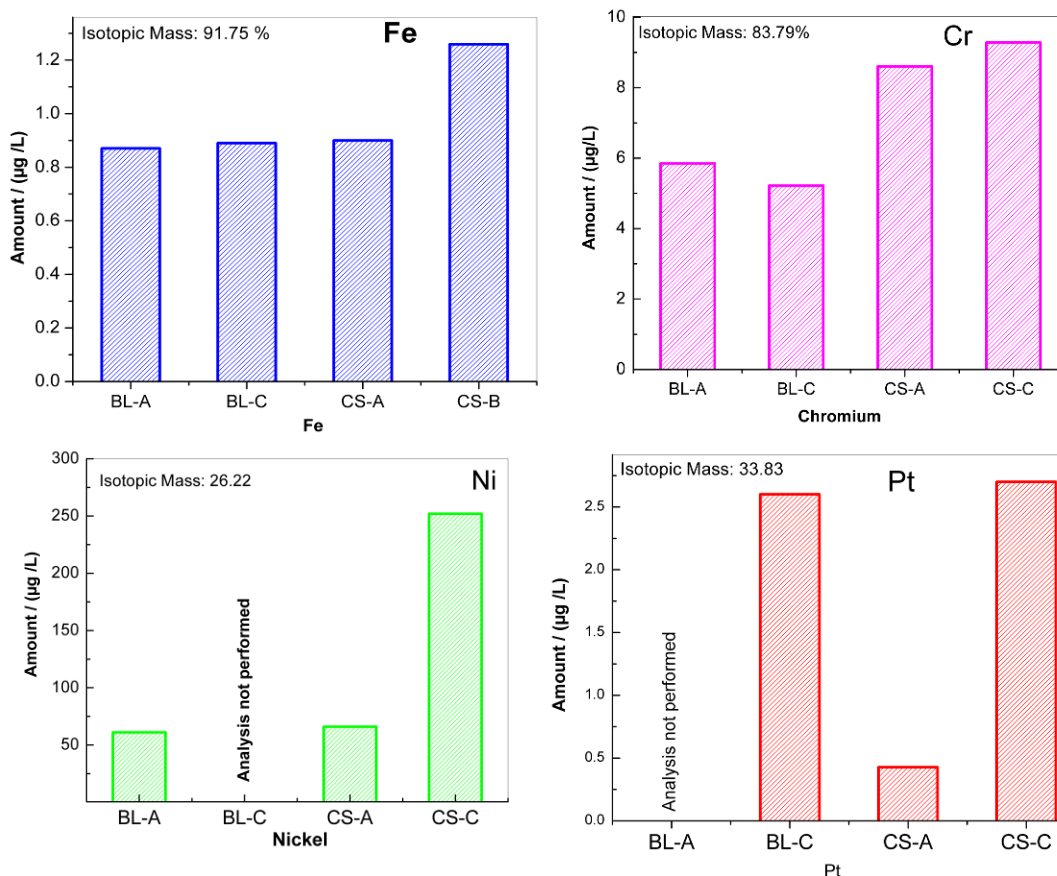 Isotopic Mass: 91.75 %
Fe
Amount / (µg /L)
1.2
1.0
0.8
0.6
0.4
0.2
0.0
BL-A BL-C CS-A CS-B
Fe
Isotopic Mass: 83.79%
Cr
Amount / (µg/L)
10
8
6
4
2
0
BL-A BL-C CS-A CS-C
Chromium
Isotopic Mass: 26.22
Ni
Amount / (µg /L)
300
250
200
150
100
50
Analysis not performed
BL-A BL-C CS-A CS-C
Nickel
Isotopic Mass: 33.83
Pt
Amount / (µg /L)
2.5
2.0
1.5
1.0
0.5
0.0
Analysis not performed
BL-A BL-C CS-A CS-C
Pt